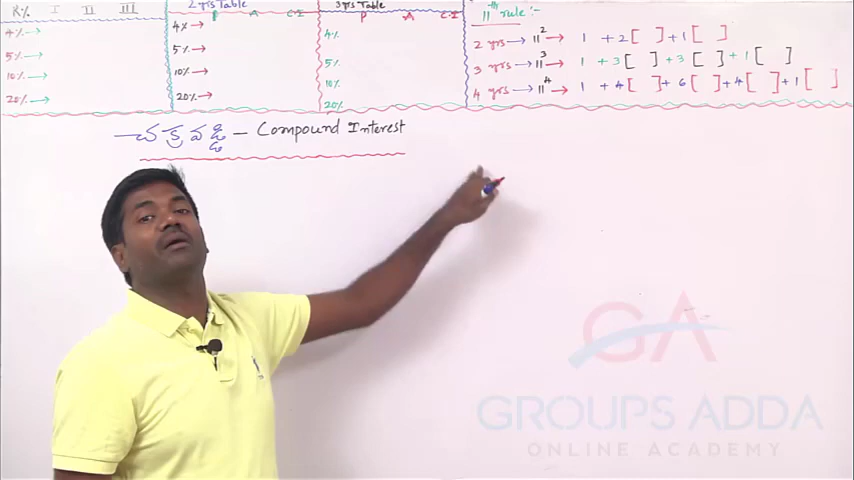 R% I II III
4% →
5% →
10% →
20% →
2 yrs Table
P A C.I
4% →
5% →
10% →
20% →
3 yrs Table
P A C.I
4%
5%
10%
20%
11th rule :-
2 yrs → 11² → 1 + 2[ ] + 1[ ]
3 yrs → 11³ → 1 + 3[ ] + 3[ ] + 1[ ]
4 yrs → 11⁴ → 1 + 4[ ] + 6[ ] + 4[ ] + 1[ ]
చక్రవడ్డీ – Compound Interest
GA
GROUPS ADDA
ONLINE ACADEMY